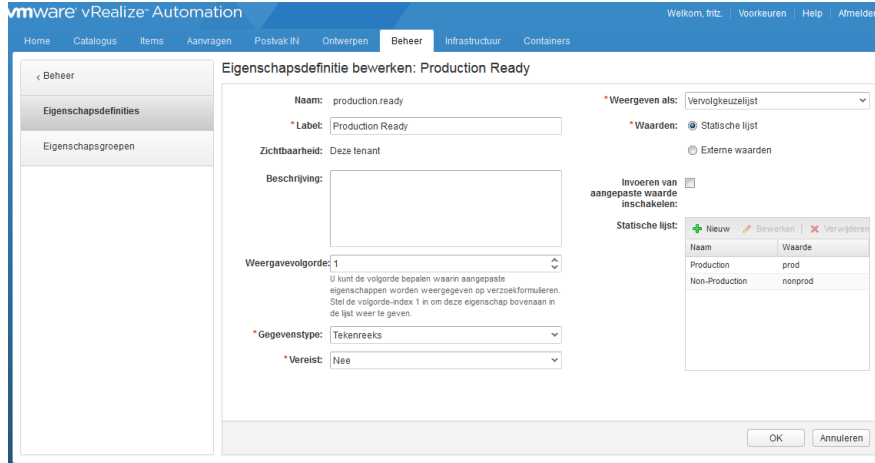 vmware vRealize Automation
Welkom, fritz. Voorkeuren Help Afmelden
Home Catalogus Items Aanvragen Postvak IN Ontwerpen Beheer Infrastructuur Containers
< Beheer
Eigenschapsdefinities
Eigenschapsgroepen
Eigenschapsdefinitie bewerken: Production Ready
Naam: production.ready
* Label: Production Ready
Zichtbaarheid: Deze tenant
Beschrijving:
Weergavevolgorde: 1
U kunt de volgorde bepalen waarin aangepaste
eigenschappen worden weergegeven op verzoekformulieren.
Stel de volgorde-index 1 in om deze eigenschap bovenaan in
de lijst weer te geven.
* Gegevenstype: Tekenreeks
* Vereist: Nee
* Weergeven als: Vervolgkeuzelijst
* Waarden: Statische lijst
Externe waarden
Invoeren van
aangepaste waarde
inschakelen:
Statische lijst:
Nieuw Bewerken Verwijderen
Naam Waarde
Production prod
Non-Production nonprod
OK Annuleren